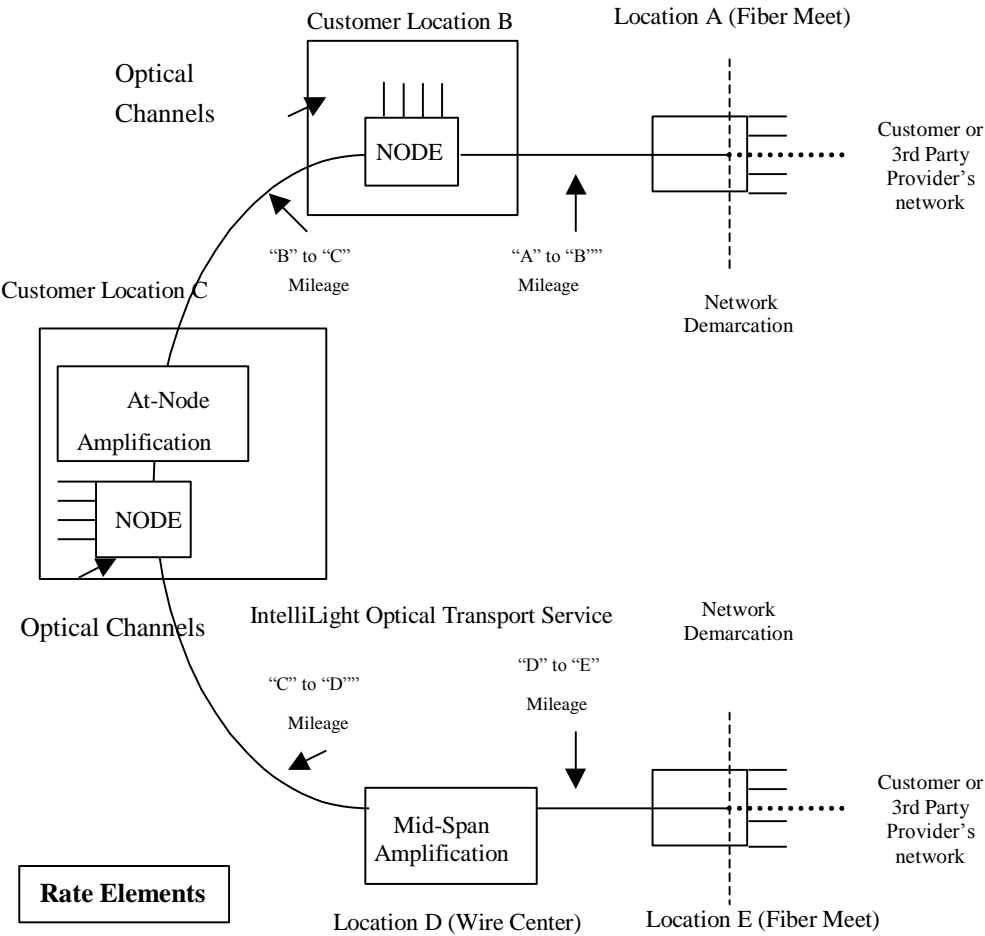 Customer Location B
Location A (Fiber Meet)
Optical
Channels
NODE
Customer or
3rd Party
Provider’s
network
“B” to “C”
Mileage
“A” to “B””
Mileage
Network
Demarcation
Customer Location C
At-Node
Amplification
NODE
Optical Channels
IntelliLight Optical Transport Service
Network
Demarcation
“C” to “D””
Mileage
“D” to “E”
Mileage
Mid-Span
Amplification
Customer or
3rd Party
Provider’s
network
Rate Elements
Location D (Wire Center)
Location E (Fiber Meet)